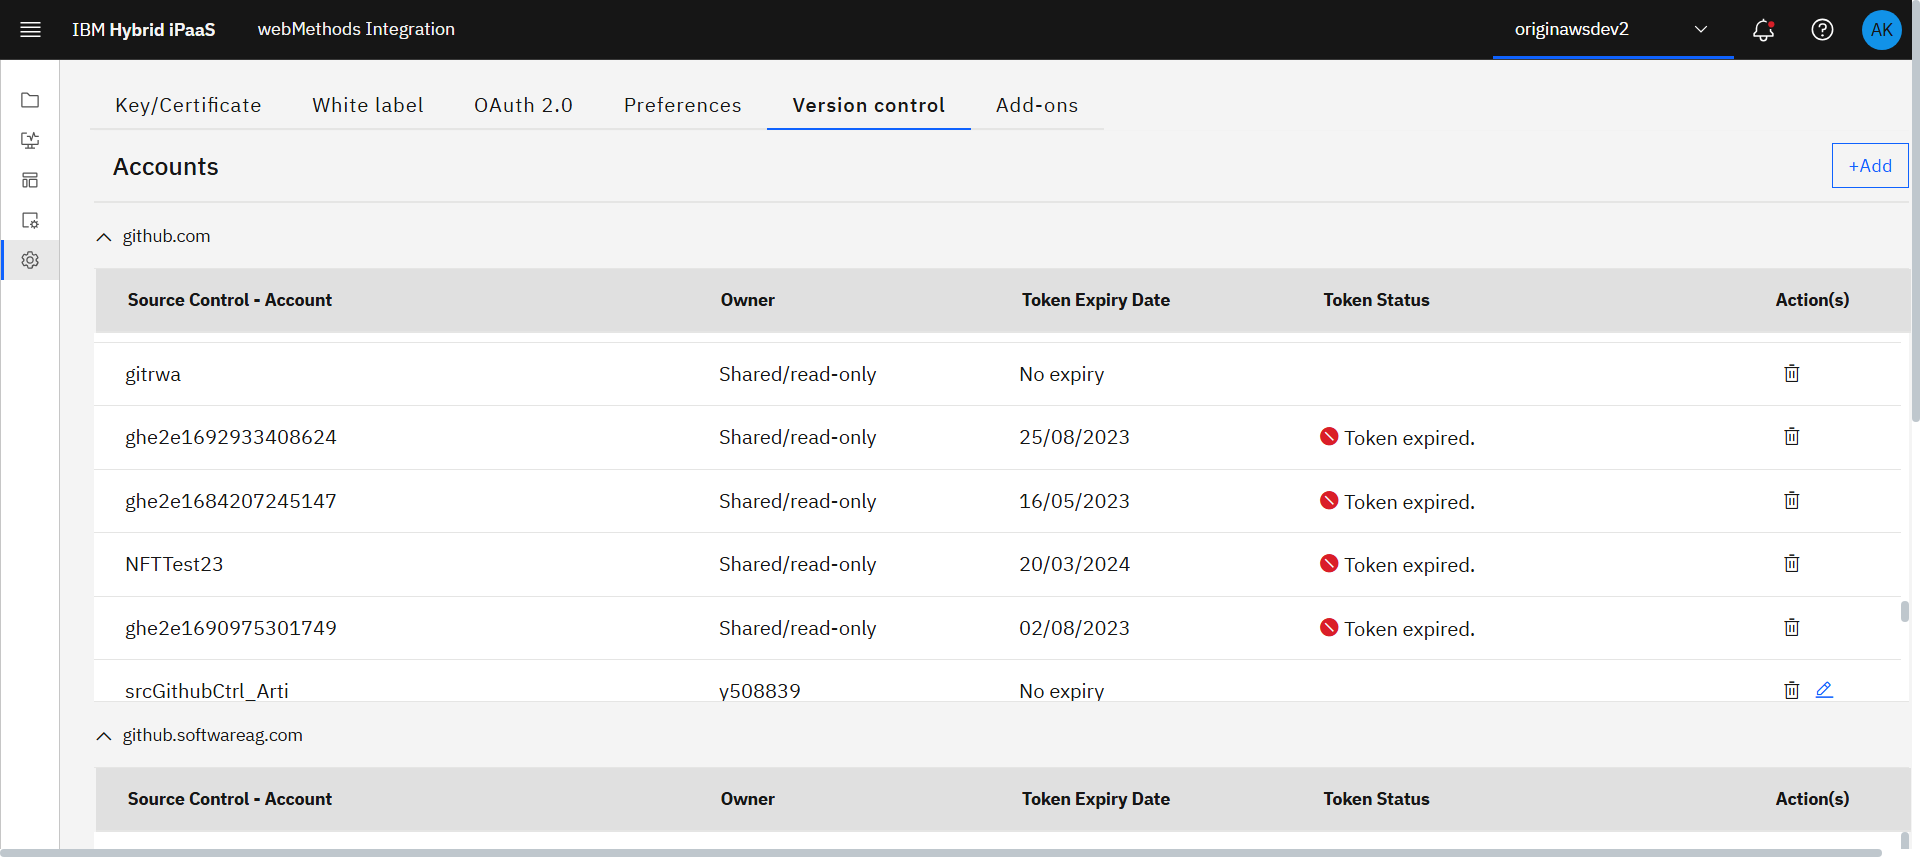 IBM Hybrid iPaaS webMethods Integration originawsdev2 AK
Key/Certificate White label OAuth 2.0 Preferences Version control Add-ons
Accounts +Add
github.com
Source Control - Account Owner Token Expiry Date Token Status Action(s)
gitrwa Shared/read-only No expiry
ghe2e1692933408624 Shared/read-only 25/08/2023 Token expired.
ghe2e1684207245147 Shared/read-only 16/05/2023 Token expired.
NFTTest23 Shared/read-only 20/03/2024 Token expired.
ghe2e1690975301749 Shared/read-only 02/08/2023 Token expired.
srcGithubCtrl_Arti y508839 No expiry
github.softwareag.com
Source Control - Account Owner Token Expiry Date Token Status Action(s)